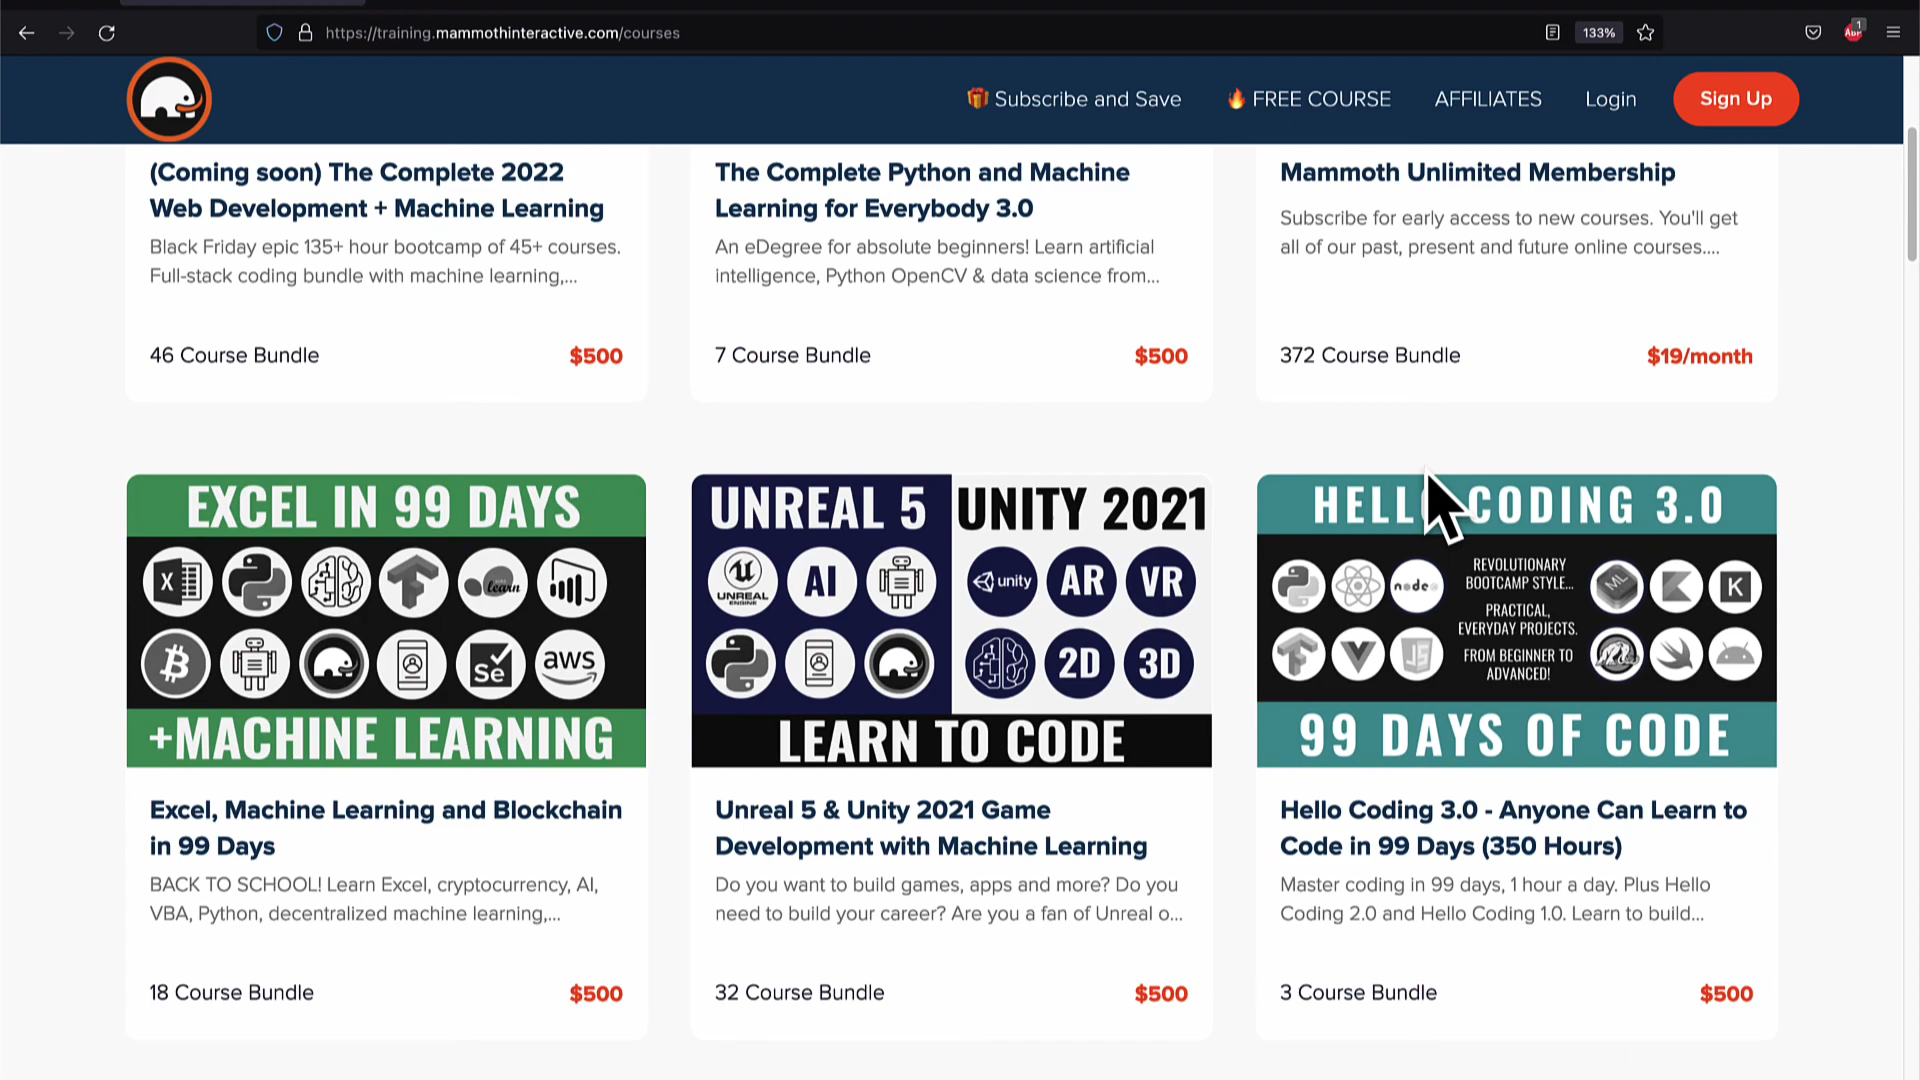 https://training.mammothinteractive.com/courses
133%
1
ABP
Subscribe and Save
FREE COURSE
AFFILIATES
Login
Sign Up
(Coming soon) The Complete 2022
Web Development + Machine Learning
Black Friday epic 135+ hour bootcamp of 45+ courses.
Full-stack coding bundle with machine learning,...
46 Course Bundle
$500
The Complete Python and Machine
Learning for Everybody 3.0
An eDegree for absolute beginners! Learn artificial
intelligence, Python OpenCV & data science from...
7 Course Bundle
$500
Mammoth Unlimited Membership
Subscribe for early access to new courses. You'll get
all of our past, present and future online courses....
372 Course Bundle
$19/month
EXCEL IN 99 DAYS
X
learn
Se
aws
+MACHINE LEARNING
Excel, Machine Learning and Blockchain
in 99 Days
BACK TO SCHOOL! Learn Excel, cryptocurrency, AI,
VBA, Python, decentralized machine learning,...
18 Course Bundle
$500
UNREAL 5
UNITY 2021
UNREAL
ENGINE
AI
unity
AR
VR
2D
3D
LEARN TO CODE
Unreal 5 & Unity 2021 Game
Development with Machine Learning
Do you want to build games, apps and more? Do you
need to build your career? Are you a fan of Unreal o...
32 Course Bundle
$500
HELL CODING 3.0
node
REVOLUTIONARY
BOOTCAMP STYLE...
PRACTICAL,
EVERYDAY PROJECTS.
FROM BEGINNER TO
ADVANCED!
ML
K
JS
99 DAYS OF CODE
Hello Coding 3.0 - Anyone Can Learn to
Code in 99 Days (350 Hours)
Master coding in 99 days, 1 hour a day. Plus Hello
Coding 2.0 and Hello Coding 1.0. Learn to build...
3 Course Bundle
$500